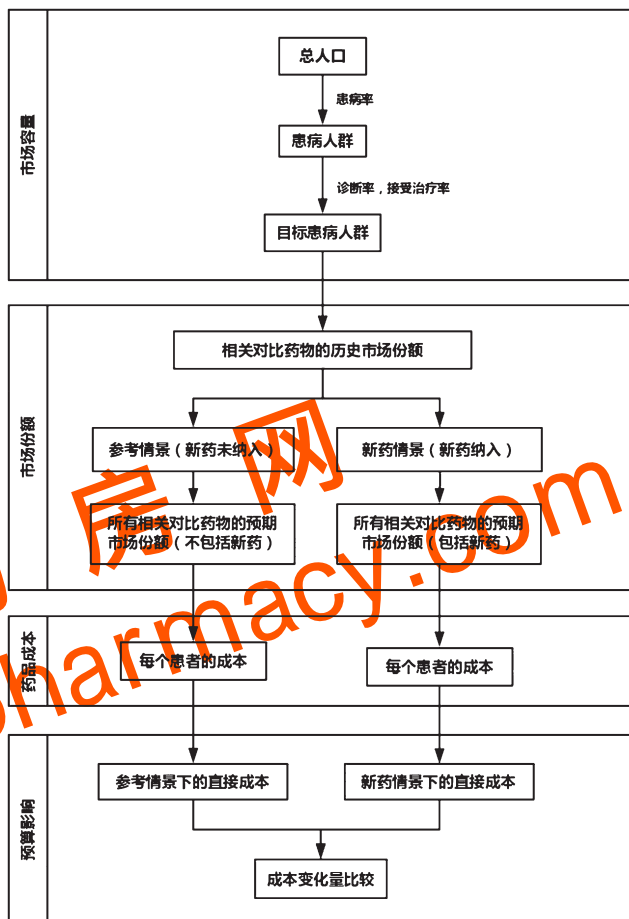 市场容量
总人口
患病率
患病人群
诊断率，接受治疗率
目标患病人群
市场份额
相关对比药物的历史市场份额
参考情景（新药未纳入）
新药情景（新药纳入）
所有相关对比药物的预期
市场份额（不包括新药）
所有相关对比药物的预期
市场份额（包括新药）
药品成本
每个患者的成本
每个患者的成本
预算影响
参考情景下的直接成本
新药情景下的直接成本
成本变化量比较
房 网
harmacy.com